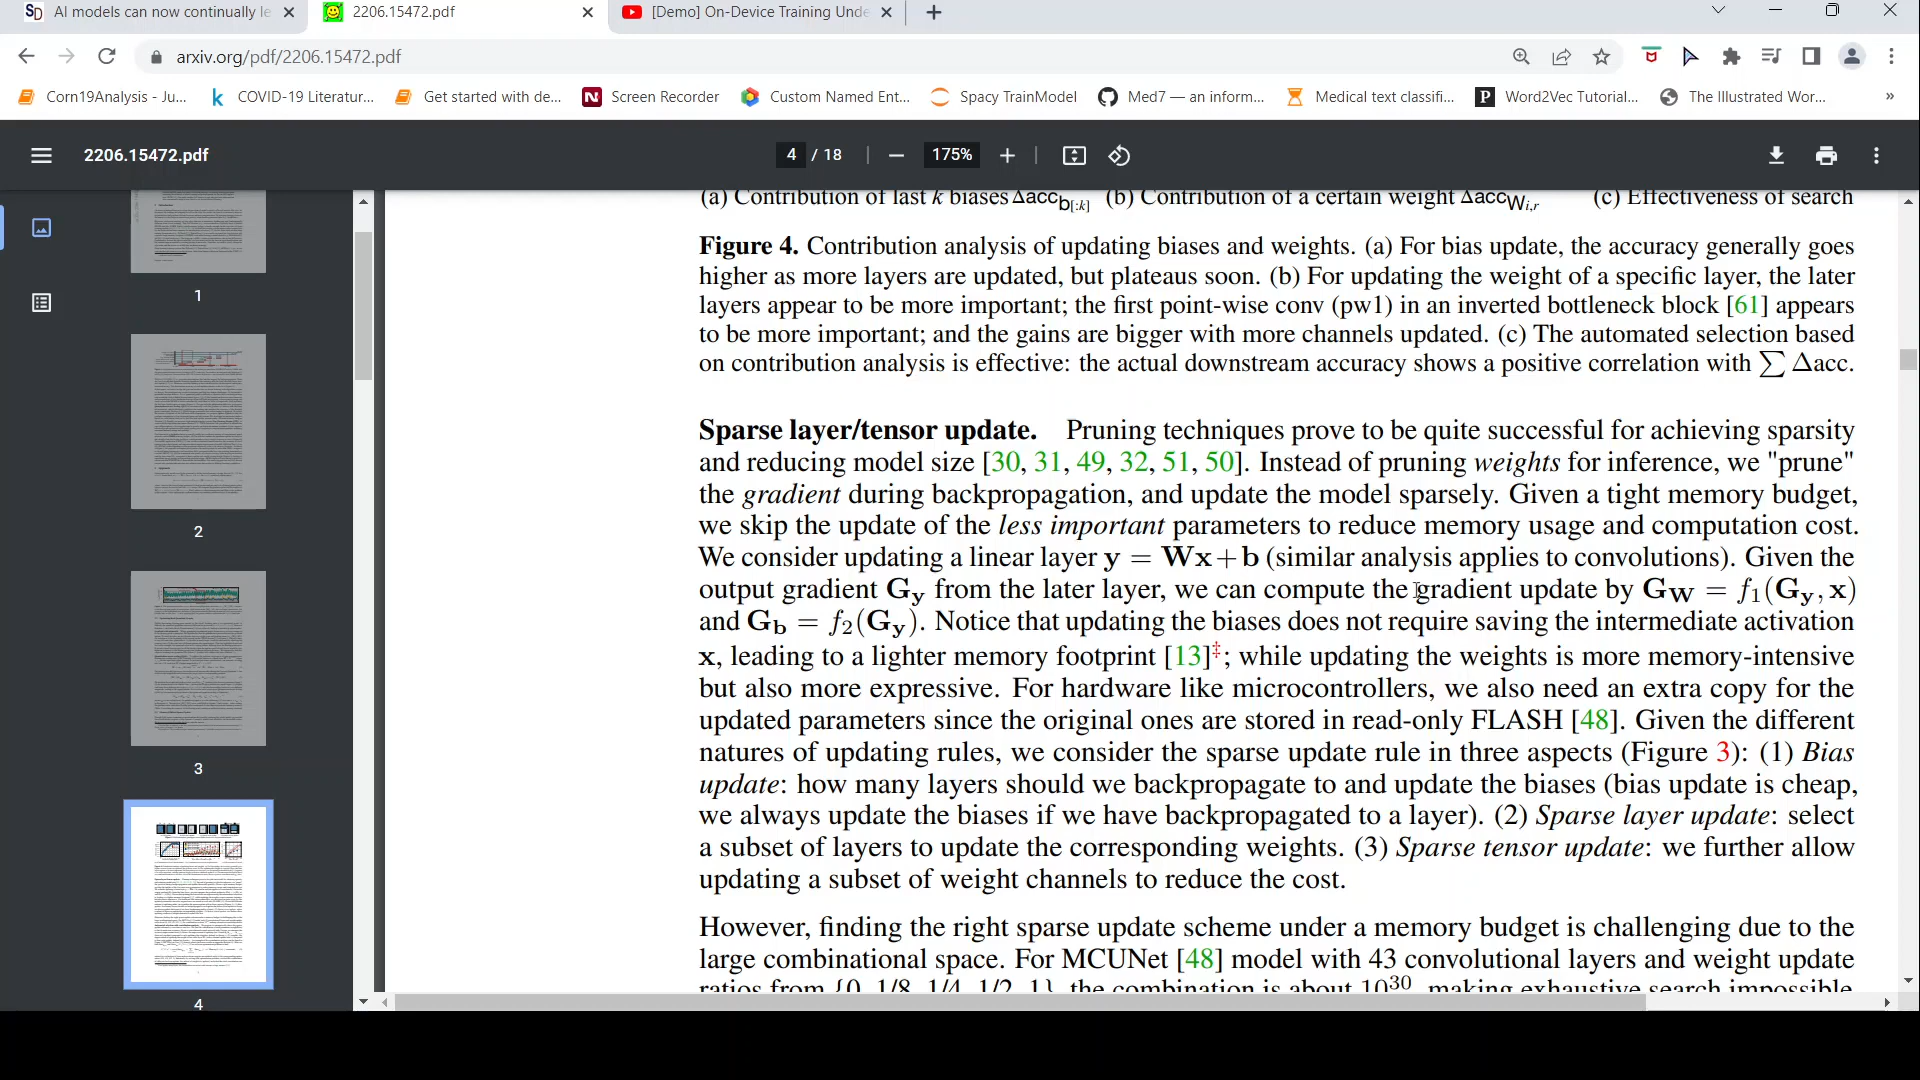 AI models can now continually le
2206.15472.pdf
[Demo] On-Device Training Unde
arxiv.org/pdf/2206.15472.pdf
Corn19Analysis - Ju...
COVID-19 Literatur...
Get started with de...
Screen Recorder
Custom Named Ent...
Spacy TrainModel
Med7 — an inform...
Medical text classifi...
Word2Vec Tutorial...
The Illustrated Wor...
»
2206.15472.pdf
4 / 18
175%
1
2
3
4
(a) Contribution of last k biases Δacc_b[:k] (b) Contribution of a certain weight Δacc_Wi,r (c) Effectiveness of search
Figure 4. Contribution analysis of updating biases and weights. (a) For bias update, the accuracy generally goes
higher as more layers are updated, but plateaus soon. (b) For updating the weight of a specific layer, the later
layers appear to be more important; the first point-wise conv (pw1) in an inverted bottleneck block [61] appears
to be more important; and the gains are bigger with more channels updated. (c) The automated selection based
on contribution analysis is effective: the actual downstream accuracy shows a positive correlation with ∑ Δacc.
Sparse layer/tensor update. Pruning techniques prove to be quite successful for achieving sparsity
and reducing model size [30, 31, 49, 32, 51, 50]. Instead of pruning weights for inference, we "prune"
the gradient during backpropagation, and update the model sparsely. Given a tight memory budget,
we skip the update of the less important parameters to reduce memory usage and computation cost.
We consider updating a linear layer y = Wx+b (similar analysis applies to convolutions). Given the
output gradient G_y from the later layer, we can compute the gradient update by G_W = f₁(G_y, x)
and G_b = f₂(G_y). Notice that updating the biases does not require saving the intermediate activation
x, leading to a lighter memory footprint [13]‡; while updating the weights is more memory-intensive
but also more expressive. For hardware like microcontrollers, we also need an extra copy for the
updated parameters since the original ones are stored in read-only FLASH [48]. Given the different
natures of updating rules, we consider the sparse update rule in three aspects (Figure 3): (1) Bias
update: how many layers should we backpropagate to and update the biases (bias update is cheap,
we always update the biases if we have backpropagated to a layer). (2) Sparse layer update: select
a subset of layers to update the corresponding weights. (3) Sparse tensor update: we further allow
updating a subset of weight channels to reduce the cost.
However, finding the right sparse update scheme under a memory budget is challenging due to the
large combinational space. For MCUNet [48] model with 43 convolutional layers and weight update
ratios from {0, 1/8, 1/4, 1/2, 1}, the combination is about 10³⁰, making exhaustive search impossible.